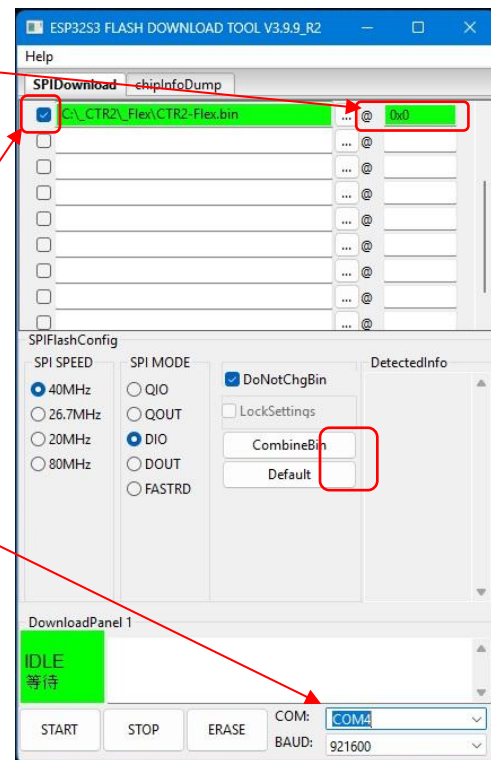 ESP32S3 FLASH DOWNLOAD TOOL V3.9.9_R2
Help
SPIDownload chipInfoDump
C:\_CTR2\_Flex\CTR2-Flex.bin ... @ 0x0
... @
... @
... @
... @
... @
... @
... @
... @
SPIFlashConfig
SPI SPEED SPI MODE DetectedInfo
40MHz QIO DoNotChgBin
26.7MHz QOUT LockSettings
20MHz DIO CombineBin
80MHz DOUT Default
FASTRD
DownloadPanel 1
IDLE
等待
START STOP ERASE COM: COM4
BAUD: 921600